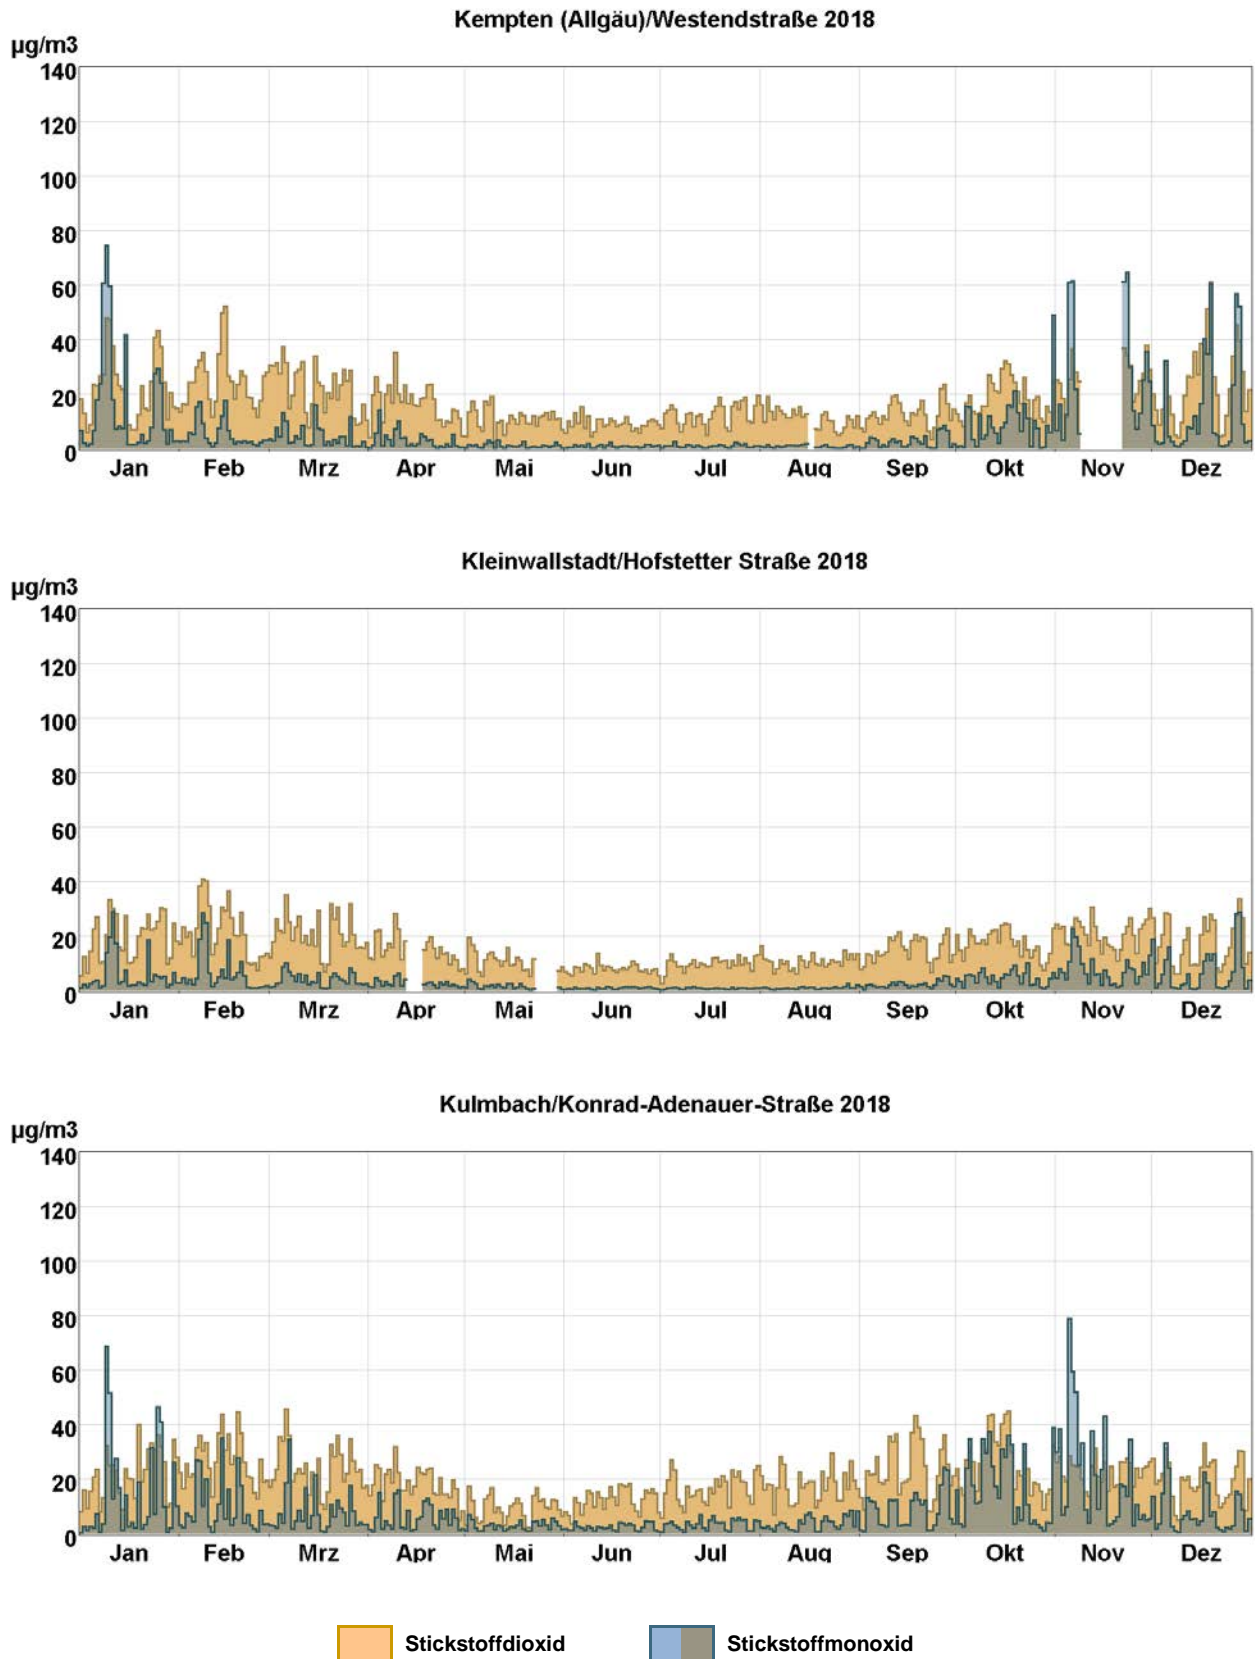 Kempten (Allgäu)/Westendstraße 2018
µg/m3
140
120
100
80
60
40
20
0
Jan Feb Mrz Apr Mai Jun Jul Aug Sep Okt Nov Dez
Kleinwallstadt/Hofstetter Straße 2018
µg/m3
140
120
100
80
60
40
20
0
Jan Feb Mrz Apr Mai Jun Jul Aug Sep Okt Nov Dez
Kulmbach/Konrad-Adenauer-Straße 2018
µg/m3
140
120
100
80
60
40
20
0
Jan Feb Mrz Apr Mai Jun Jul Aug Sep Okt Nov Dez
Stickstoffdioxid Stickstoffmonoxid